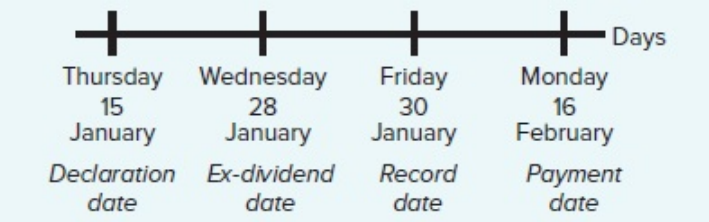 Days
Thursday Wednesday Friday Monday
15 28 30 16
January January January February
Declaration Ex-dividend Record Payment
date date date date